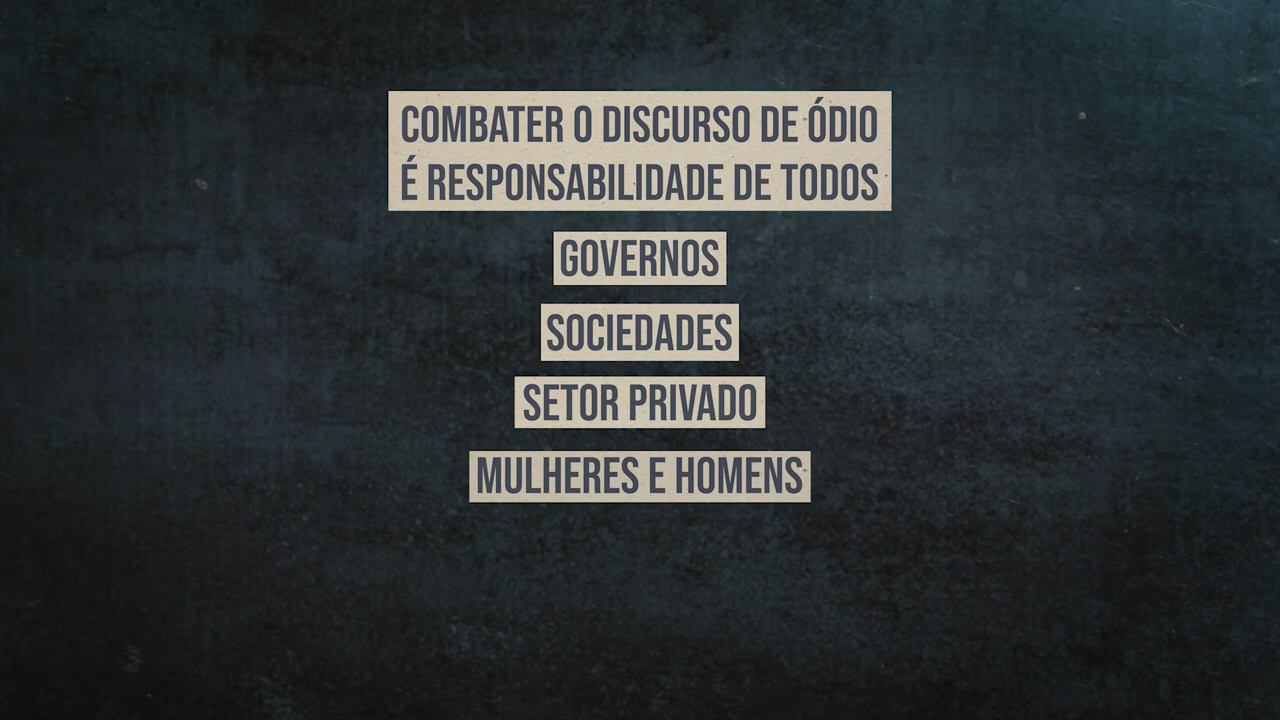 COMBATER O DISCURSO DE ÓDIO
É RESPONSABILIDADE DE TODOS
GOVERNOS
SOCIEDADES
SETOR PRIVADO
MULHERES E HOMENS